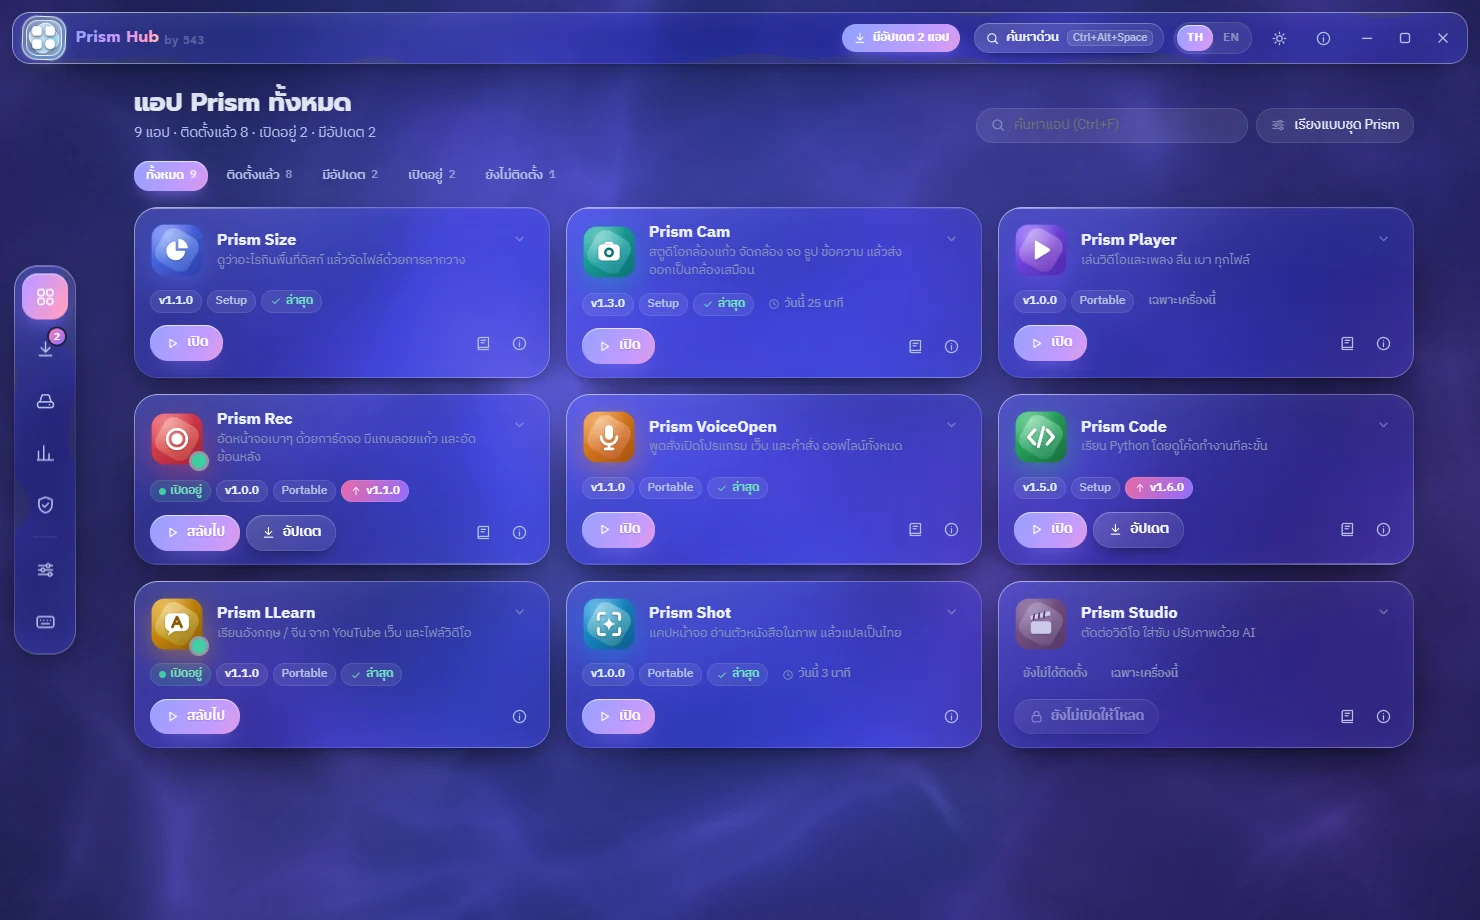 Prism Hub by 543
มีอัปเดต 2 แอป
ค้นหาด่วน Ctrl+Alt+Space
TH EN
แอป Prism ทั้งหมด
9 แอป · ติดตั้งแล้ว 8 · เปิดอยู่ 2 · มีอัปเดต 2
ค้นหาแอป (Ctrl+F)
เรียงแบบชุด Prism
ทั้งหมด 9 ติดตั้งแล้ว 8 มีอัปเดต 2 เปิดอยู่ 2 ยังไม่ติดตั้ง 1
2
Prism Size
ดูว่าอะไรกินพื้นที่ดิสก์ แล้วจัดไฟล์ด้วยการลากวาง
v1.1.0 Setup ล่าสุด
เปิด
Prism Cam
สตูดิโอกล้องแก้ว จัดกล้อง จอ รูป ข้อความ แล้วส่ง
ออกเป็นกล้องเสมือน
v1.3.0 Setup ล่าสุด วันนี้ 25 นาที
เปิด
Prism Player
เล่นวิดีโอและเพลง ลื่น เบา ทุกไฟล์
v1.0.0 Portable เฉพาะเครื่องนี้
เปิด
Prism Rec
อัดหน้าจอเบาๆ ด้วยการ์ดจอ มีแถบลอยแก้ว และอัด
ย้อนหลัง
เปิดอยู่ v1.0.0 Portable v1.1.0
สลับไป อัปเดต
Prism VoiceOpen
พูดสั่งเปิดโปรแกรม เว็บ และคำสั่ง ออฟไลน์ทั้งหมด
v1.1.0 Portable ล่าสุด
เปิด
Prism Code
เรียน Python โดยดูโค้ดทำงานทีละขั้น
v1.5.0 Setup v1.6.0
เปิด อัปเดต
Prism LLearn
เรียนอังกฤษ / จีน จาก YouTube เว็บ และไฟล์วิดีโอ
เปิดอยู่ v1.1.0 Portable ล่าสุด
สลับไป
Prism Shot
แคปหน้าจอ อ่านตัวหนังสือในภาพ แล้วแปลเป็นไทย
v1.0.0 Portable ล่าสุด วันนี้ 3 นาที
เปิด
Prism Studio
ตัดต่อวิดีโอ ใส่ซับ ปรับภาพด้วย AI
ยังไม่ได้ติดตั้ง เฉพาะเครื่องนี้
ยังไม่เปิดให้โหลด